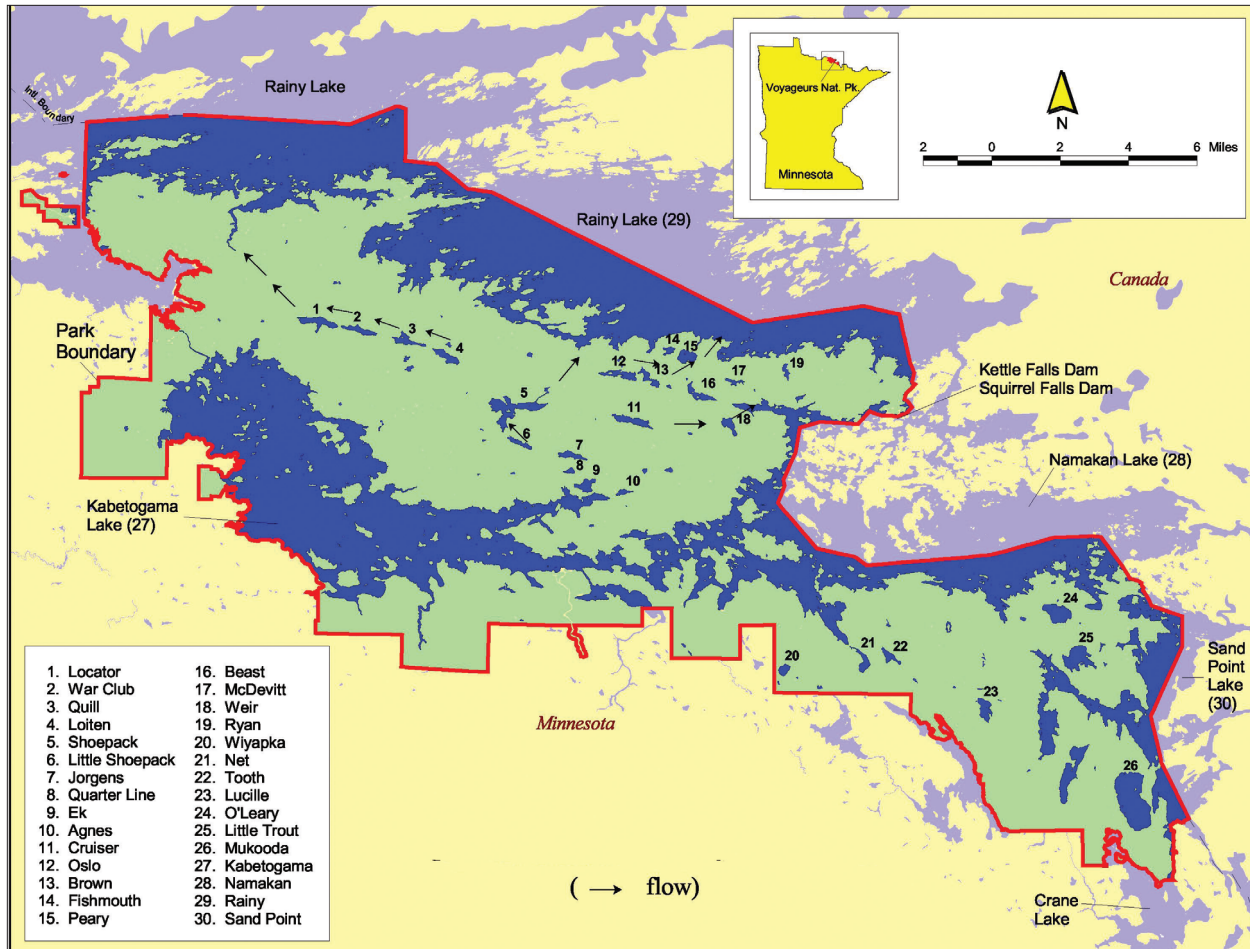 Rainy Lake
Intl. Boundary
Voyageurs Nat. Pk.
Minnesota
N
2 0 2 4 6 Miles
Rainy Lake (29)
Canada
Park
Boundary
Kettle Falls Dam
Squirrel Falls Dam
Namakan Lake (28)
Kabetogama
Lake (27)
Sand
Point
Lake
(30)
Minnesota
Crane
Lake
1
2
3
4
5
6
7
8
9
10
11
12
13
14
15
16
17
18
19
20
21
22
23
24
25
26
1. Locator
2. War Club
3. Quill
4. Loiten
5. Shoepack
6. Little Shoepack
7. Jorgens
8. Quarter Line
9. Ek
10. Agnes
11. Cruiser
12. Oslo
13. Brown
14. Fishmouth
15. Peary
16. Beast
17. McDevitt
18. Weir
19. Ryan
20. Wiyapka
21. Net
22. Tooth
23. Lucille
24. O'Leary
25. Little Trout
26. Mukooda
27. Kabetogama
28. Namakan
29. Rainy
30. Sand Point
( → flow)